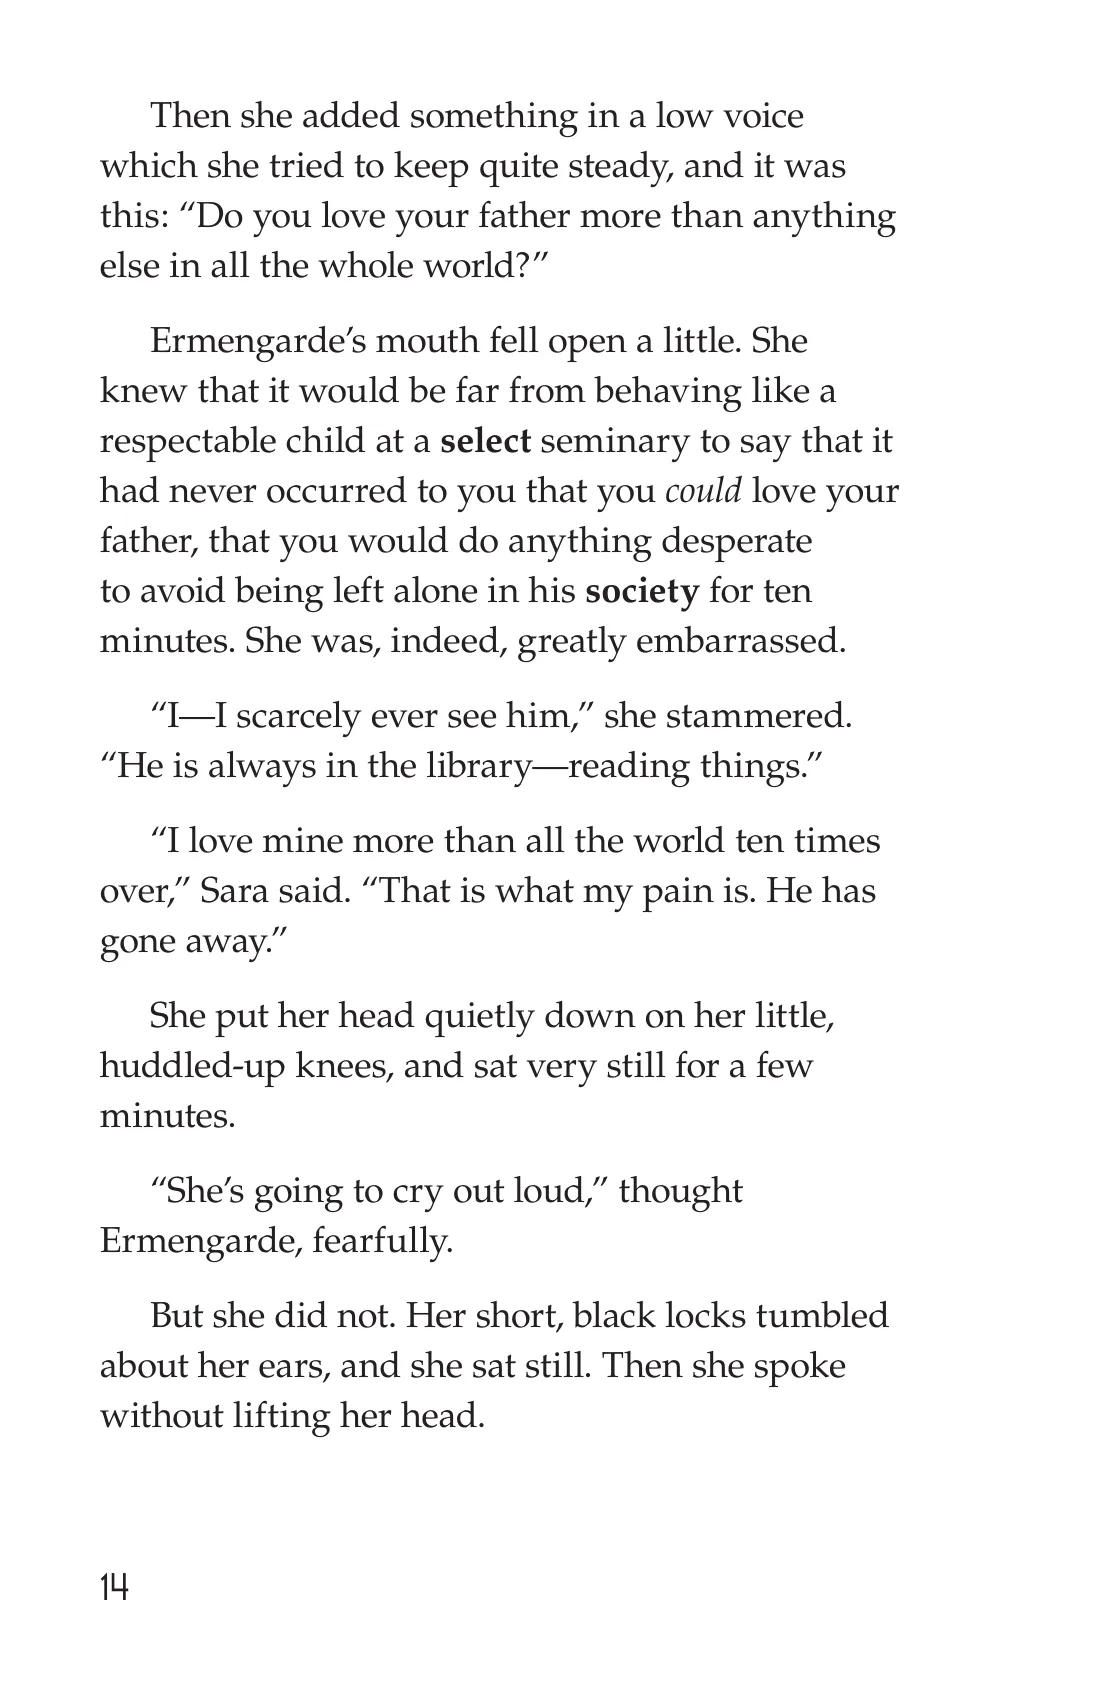 Then she added something in a low voice
which she tried to keep quite steady, and it was
this: “Do you love your father more than anything
else in all the whole world?”
Ermengarde’s mouth fell open a little. She
knew that it would be far from behaving like a
respectable child at a select seminary to say that it
had never occurred to you that you could love your
father, that you would do anything desperate
to avoid being left alone in his society for ten
minutes. She was, indeed, greatly embarrassed.
“I—I scarcely ever see him,” she stammered.
“He is always in the library—reading things.”
“I love mine more than all the world ten times
over,” Sara said. “That is what my pain is. He has
gone away.”
She put her head quietly down on her little,
huddled-up knees, and sat very still for a few
minutes.
“She’s going to cry out loud,” thought
Ermengarde, fearfully.
But she did not. Her short, black locks tumbled
about her ears, and she sat still. Then she spoke
without lifting her head.
14